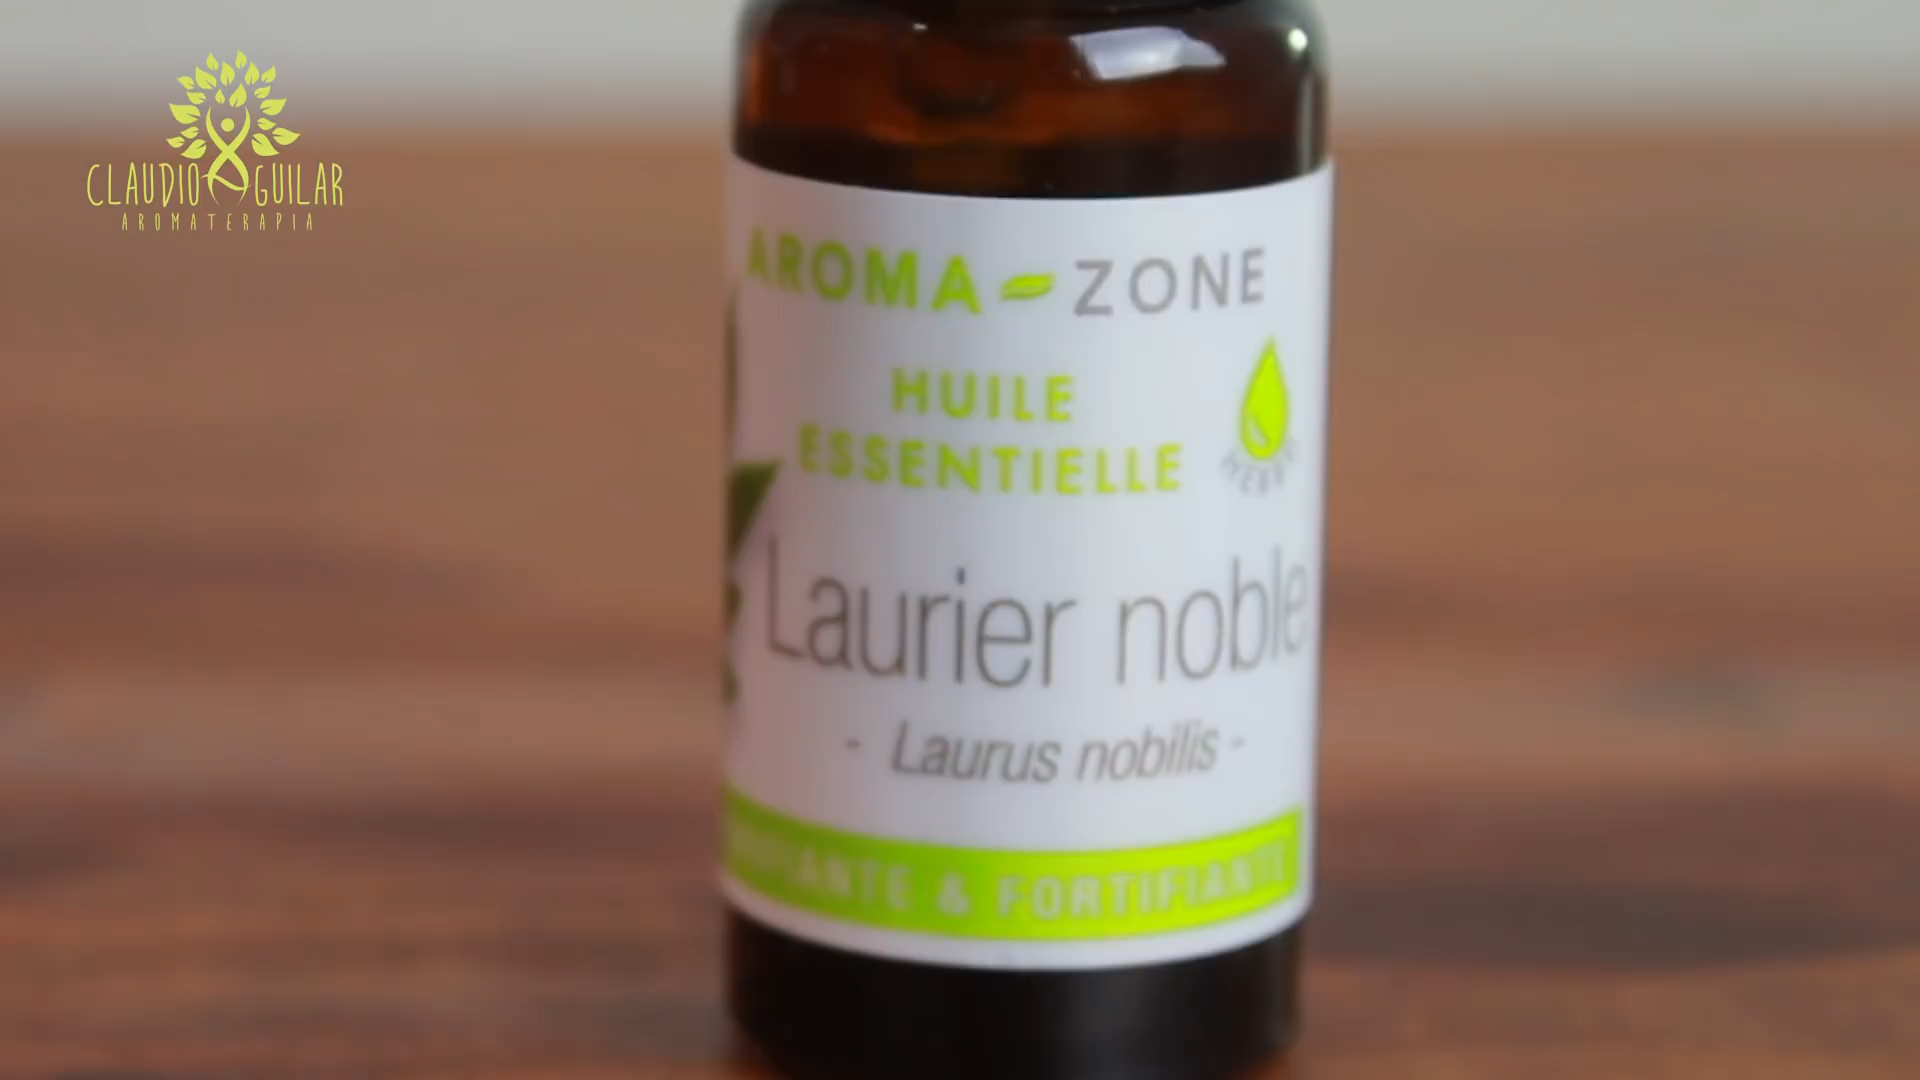 CLAUDIO AGUILAR
AROMATERAPIA
AROMA-ZONE
HUILE
ESSENTIELLE
Laurier noble
- Laurus nobilis -
& FORTIFIANTE